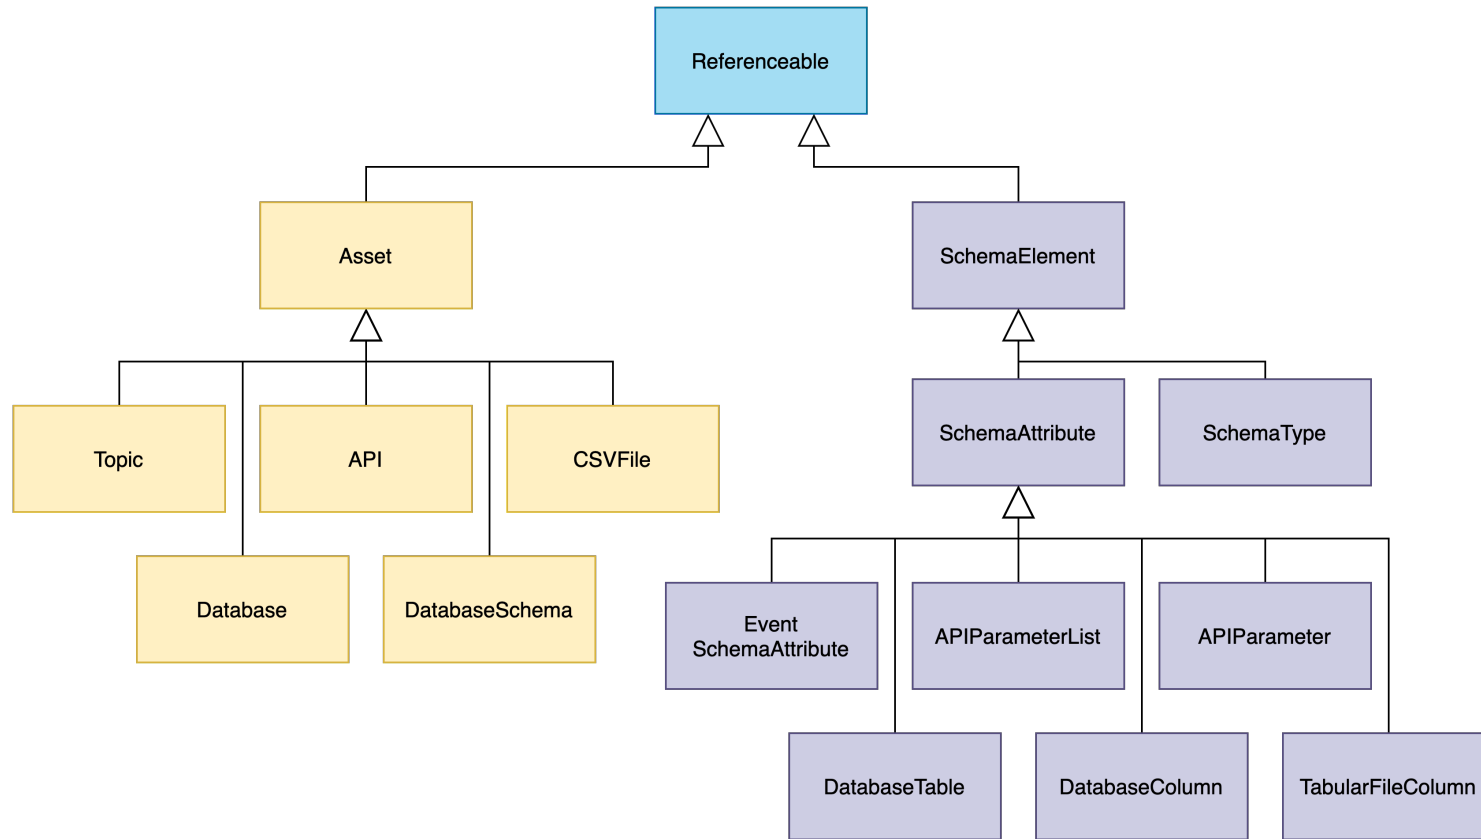 Referenceable
Asset
SchemaElement
SchemaAttribute
SchemaType
Topic
API
CSVFile
Database
DatabaseSchema
Event
SchemaAttribute
APIParameterList
APIParameter
DatabaseTable
DatabaseColumn
TabularFileColumn